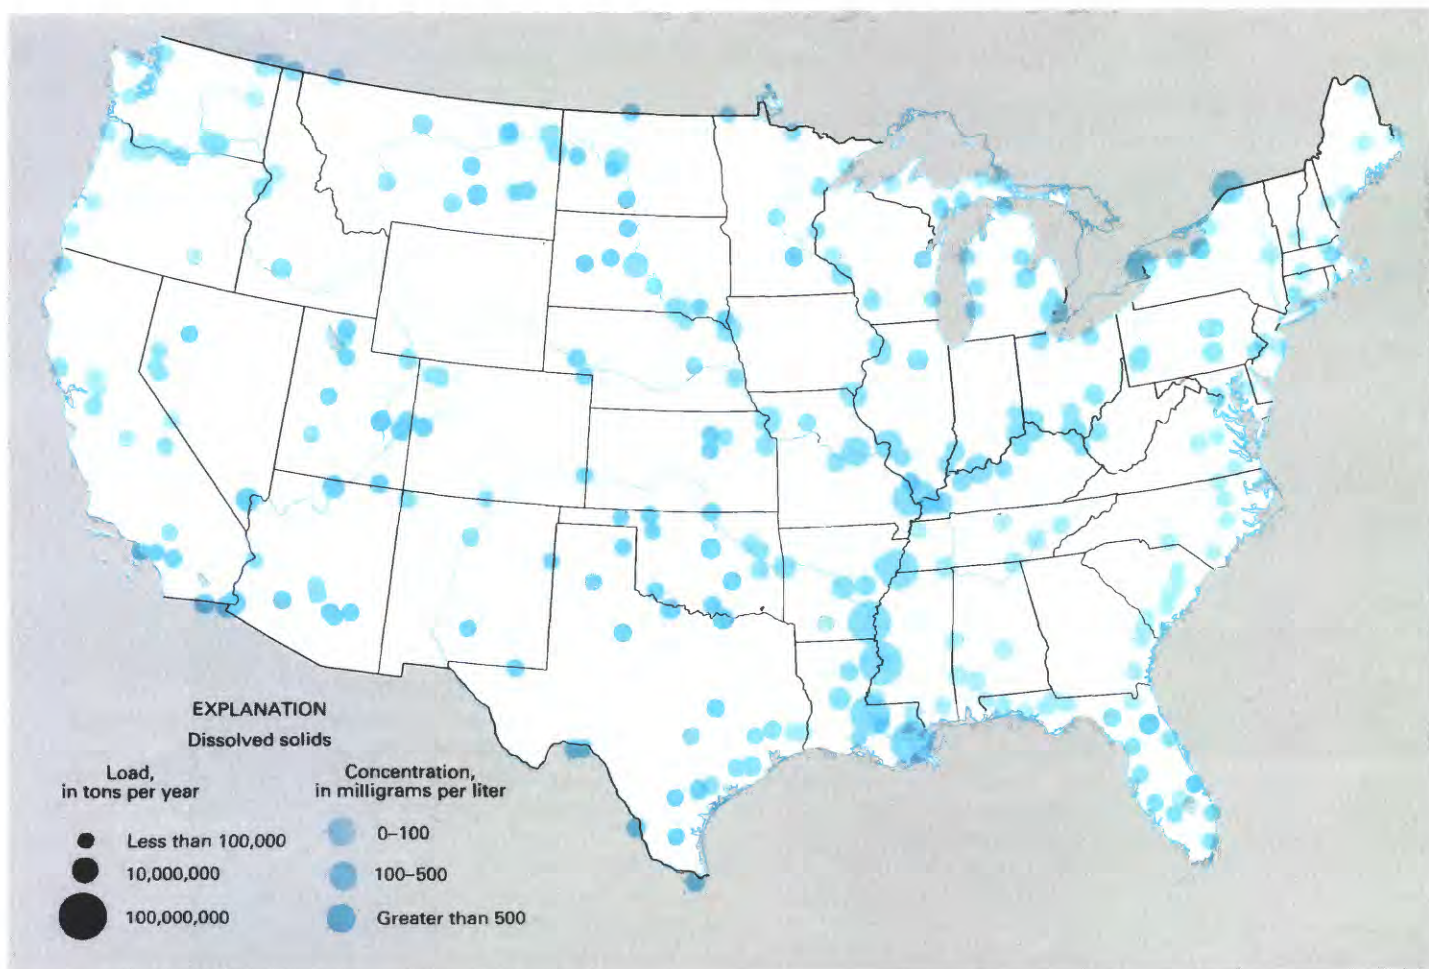 EXPLANATION
Dissolved solids
Load,
in tons per year
Less than 100,000
10,000,000
100,000,000
Concentration,
in milligrams per liter
0–100
100–500
Greater than 500